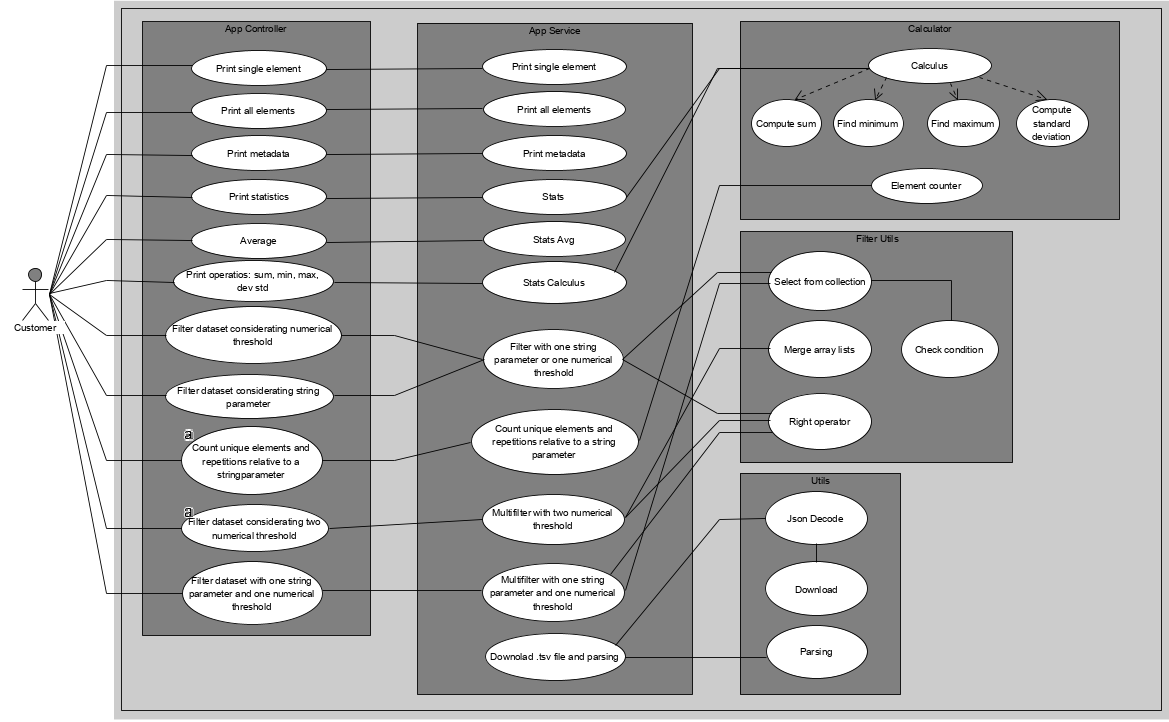 App Controller
Print single element
Print all elements
Print metadata
Print statistics
Average
Print operatios: sum, min, max,
dev std
Filter dataset consideratingnumerical
threshold
Filter dataset considerating string
parameter
a
Count unique elements and
repetitions relative to a
stringparameter
a
Filter dataset considerating two
numerical threshold
Filter dataset with one string
parameter and one numerical
threshold
Customer
App Service
Print single element
Print all elements
Print metadata
Stats
Stats Avg
Stats Calculus
Filter with one string
parameter or one numerical
threshold
Count unique elements and
repetitions relative to a string
parameter
Multifilter with two numerical
threshold
Multifilter with one string
parameter and one numerical
threshold
Downolad .tsv file and parsing
Calculator
Calculus
Compute sum
Find minimum
Find maximum
Compute
standard
deviation
Element counter
Filter Utils
Select from collection
Merge array lists
Check condition
Right operator
Utils
Json Decode
Download
Parsing